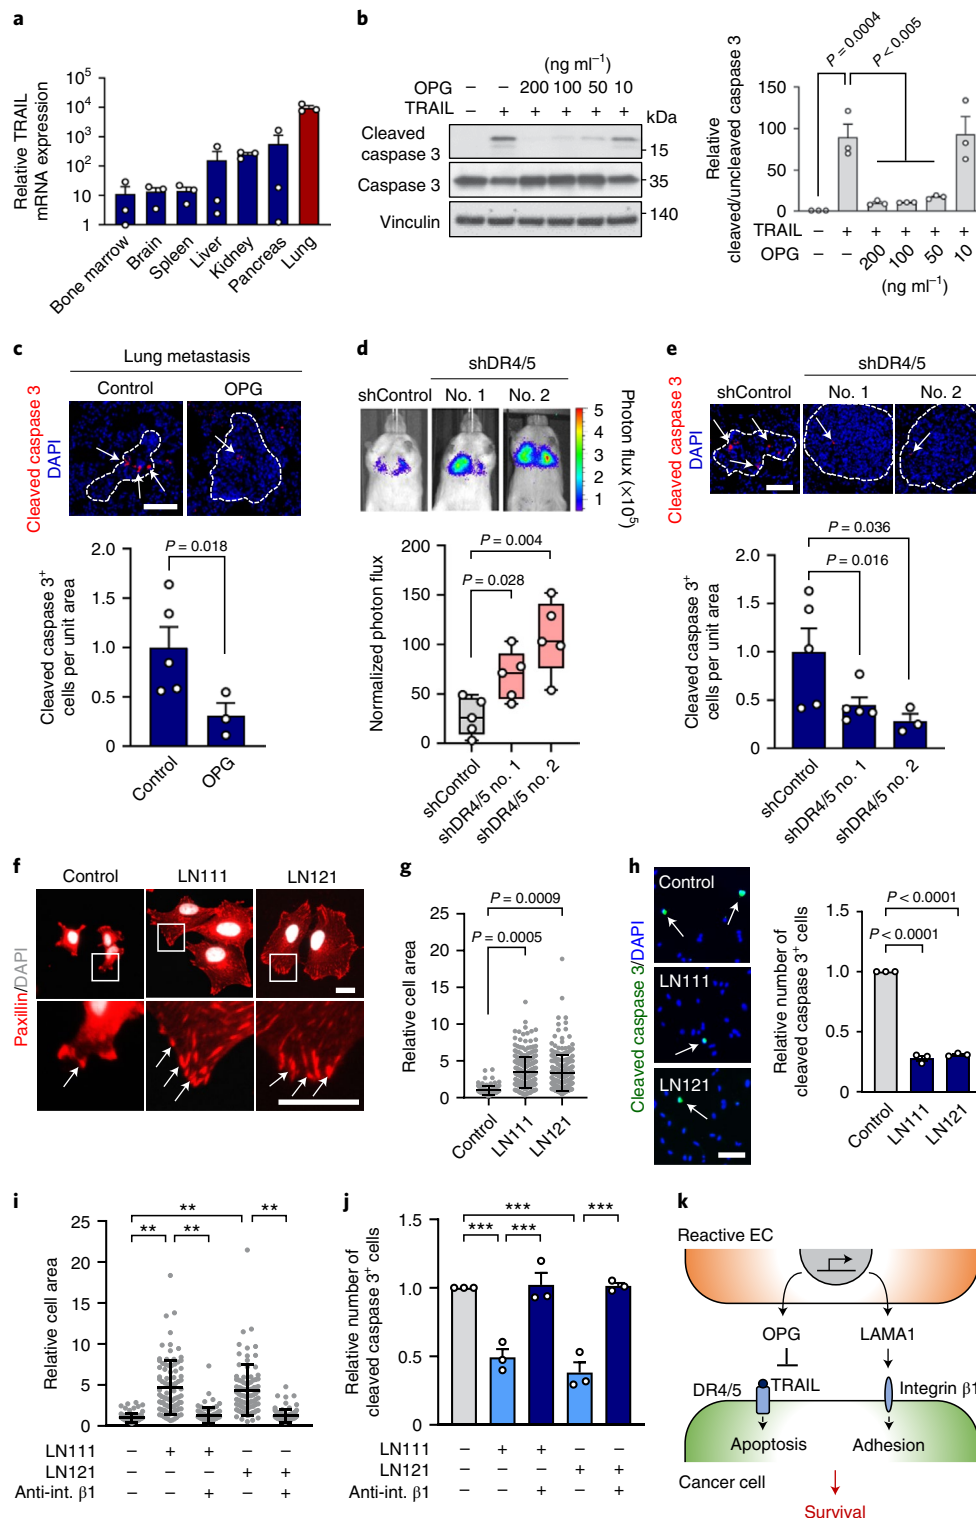 a
Relative TRAIL
mRNA expression
10⁵
10⁴
10³
10²
10
1
Bone marrow
Brain
Spleen
Liver
Kidney
Pancreas
Lung
b
(ng ml⁻¹)
OPG – – 200 100 50 10
TRAIL – + + + + +
kDa
Cleaved
caspase 3
15
Caspase 3
35
Vinculin
140
Relative
cleaved/uncleaved caspase 3
P = 0.0004
P < 0.005
150
100
50
0
TRAIL – + + + + +
OPG – – 200 100 50 10
(ng ml⁻¹)
c
Lung metastasis
Control OPG
Cleaved caspase 3
DAPI
Cleaved caspase 3⁺
cells per unit area
P = 0.018
2.0
1.5
1.0
0.5
0
Control
OPG
d
shDR4/5
shControl No. 1 No. 2
5
4
3
2
1
Photon flux (×10⁵)
Normalized photon flux
P = 0.004
P = 0.028
200
150
100
50
0
shControl
shDR4/5 no. 1
shDR4/5 no. 2
e
shDR4/5
shControl No. 1 No. 2
Cleaved caspase 3
DAPI
Cleaved caspase 3⁺
cells per unit area
P = 0.036
P = 0.016
2.0
1.5
1.0
0.5
0
shControl
shDR4/5 no. 1
shDR4/5 no. 2
f
Control LN111 LN121
Paxillin/DAPI
g
Relative cell area
P = 0.0009
P = 0.0005
25
20
15
10
5
0
Control
LN111
LN121
h
Cleaved caspase 3/DAPI
Control
LN111
LN121
Relative number of
cleaved caspase 3⁺ cells
P < 0.0001
P < 0.0001
1.5
1.0
0.5
0
Control
LN111
LN121
i
Relative cell area
** **
** **
25
20
15
10
5
0
LN111 – + + – –
LN121 – – – + +
Anti-int. β1 – – + – +
j
Relative number of
cleaved caspase 3⁺ cells
*** ***
*** ***
1.5
1.0
0.5
0
LN111 – + + – –
LN121 – – – + +
Anti-int. β1 – – + – +
k
Reactive EC
OPG LAMA1
DR4/5 TRAIL Integrin β1
Apoptosis Adhesion
Cancer cell
Survival